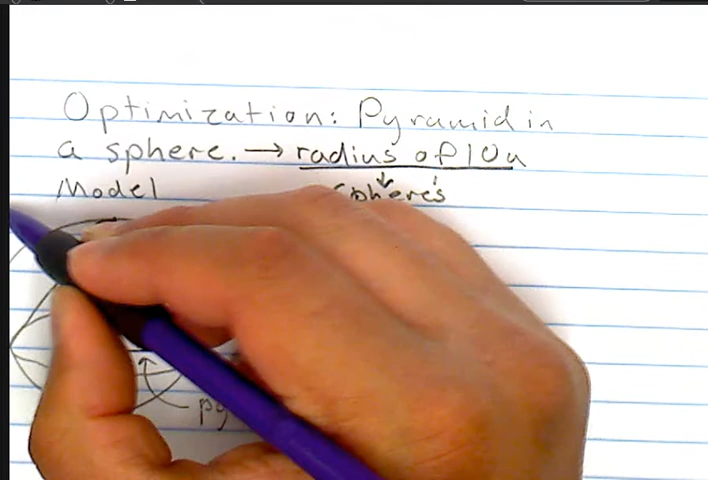 Optimization: Pyramid in
a sphere. → radius of 10u
Model
sphere's
py